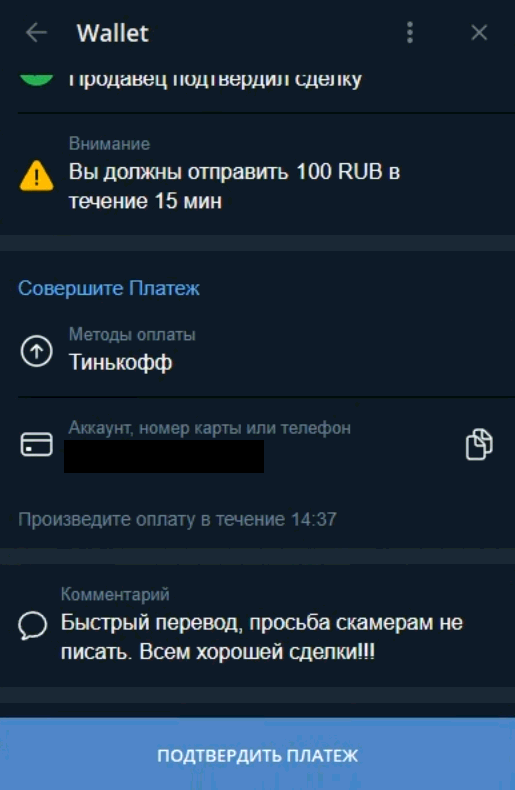 Wallet
Продавец подтвердил сделку
Внимание
Вы должны отправить 100 RUB в
течение 15 мин
Совершите Платеж
Методы оплаты
Тинькофф
Аккаунт, номер карты или телефон
Произведите оплату в течение 14:37
Комментарий
Быстрый перевод, просьба скамерам не
писать. Всем хорошей сделки!!!
ПОДТВЕРДИТЬ ПЛАТЕЖ